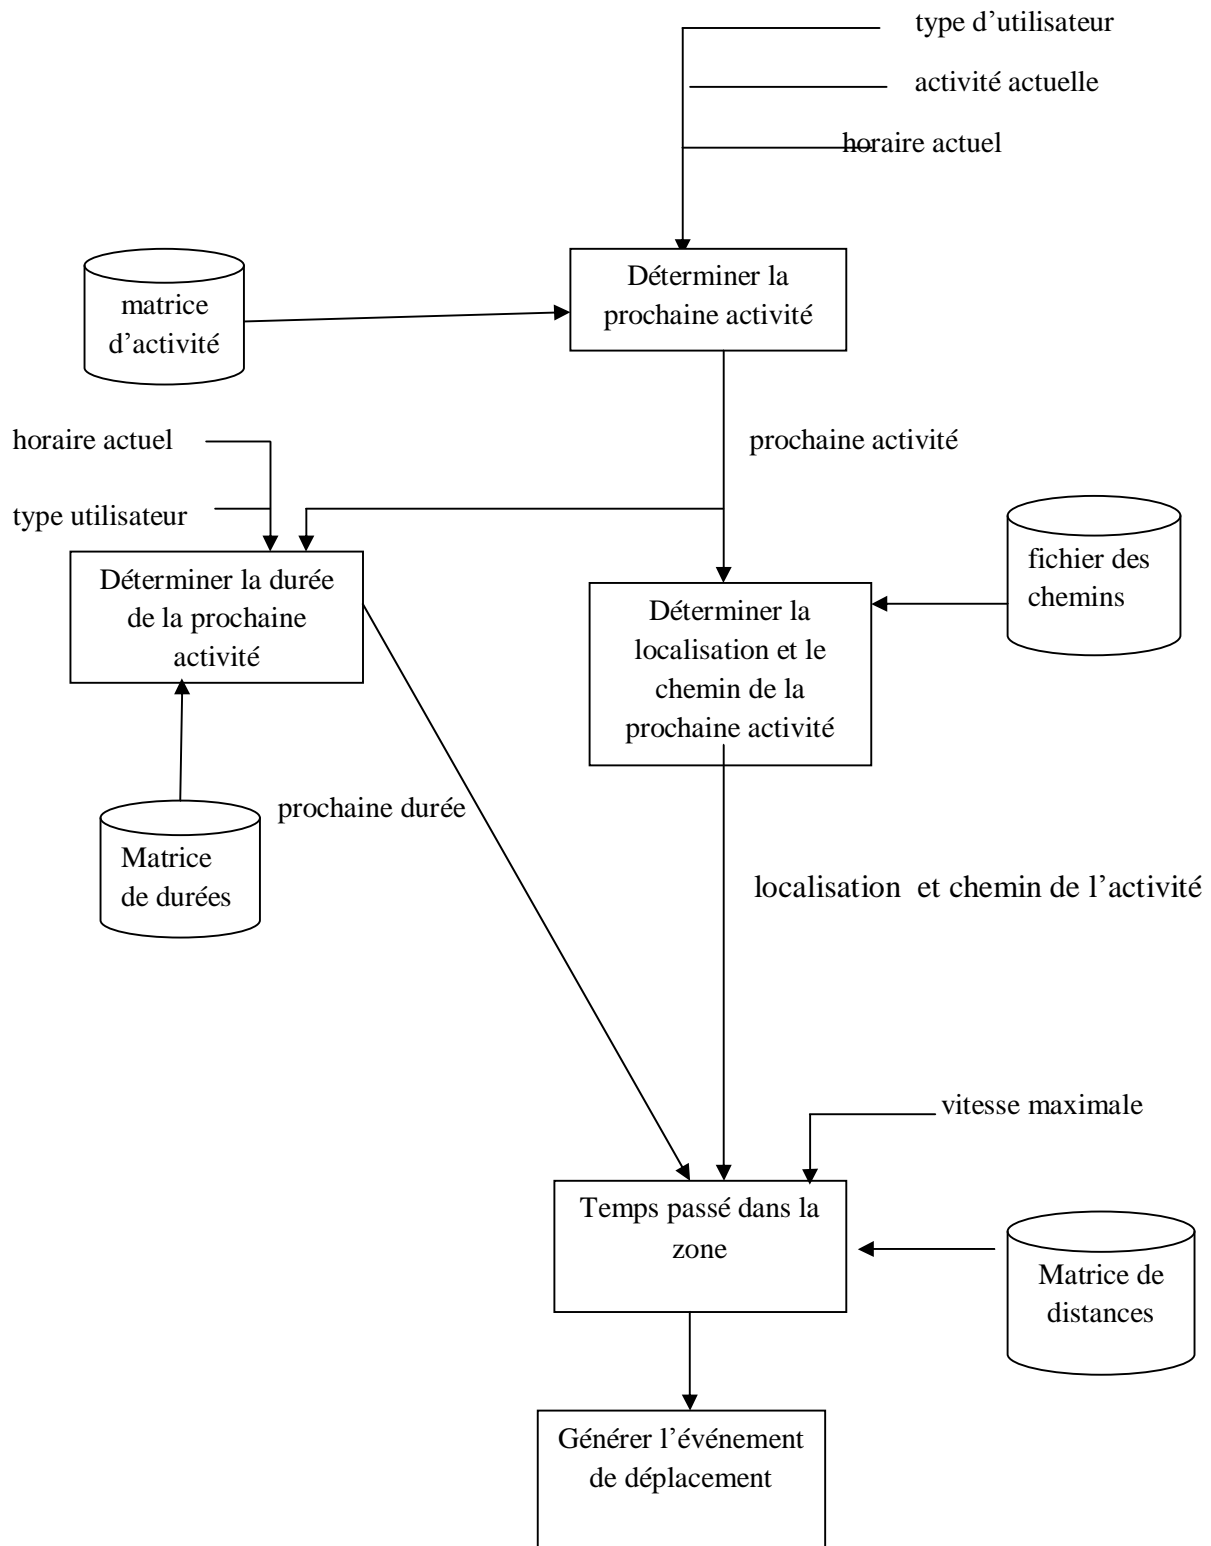 type d’utilisateur
activité actuelle
horaire actuel
Déterminer la
prochaine activité
matrice
d’activité
horaire actuel
prochaine activité
type utilisateur
fichier des
chemins
Déterminer la durée
de la prochaine
activité
Déterminer la
localisation et le
chemin de la
prochaine activité
prochaine durée
Matrice
de durées
localisation  et chemin de l’activité
vitesse maximale
Temps passé dans la
zone
Matrice de
distances
Générer l’événement
de déplacement